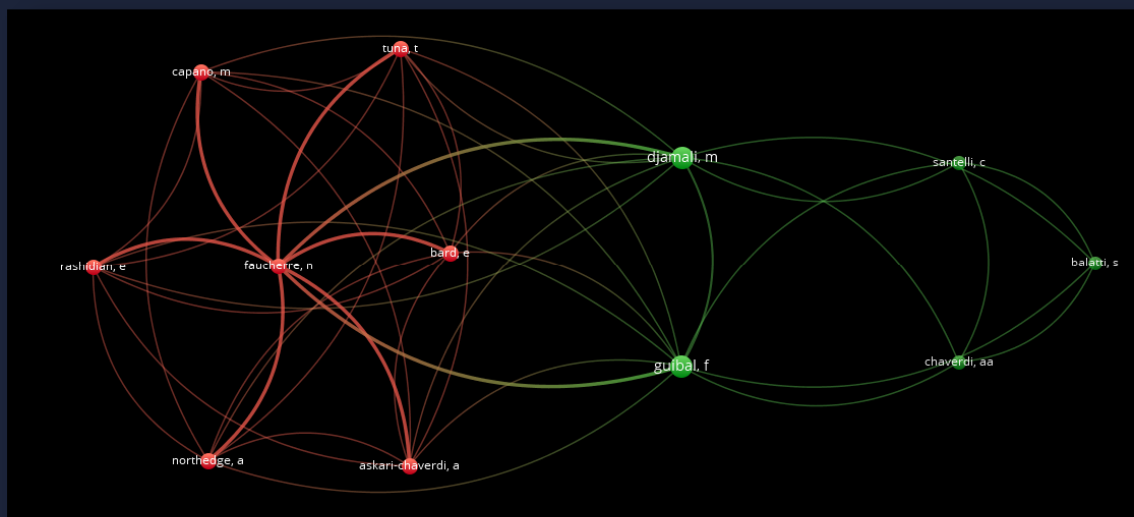 tuna, t
capano, m
djamali, m
santelli, c
bard, e
rashidian, e
faucherre, n
balatti, s
guibal, f
chaverdi, aa
northedge, a
askari-chaverdi, a